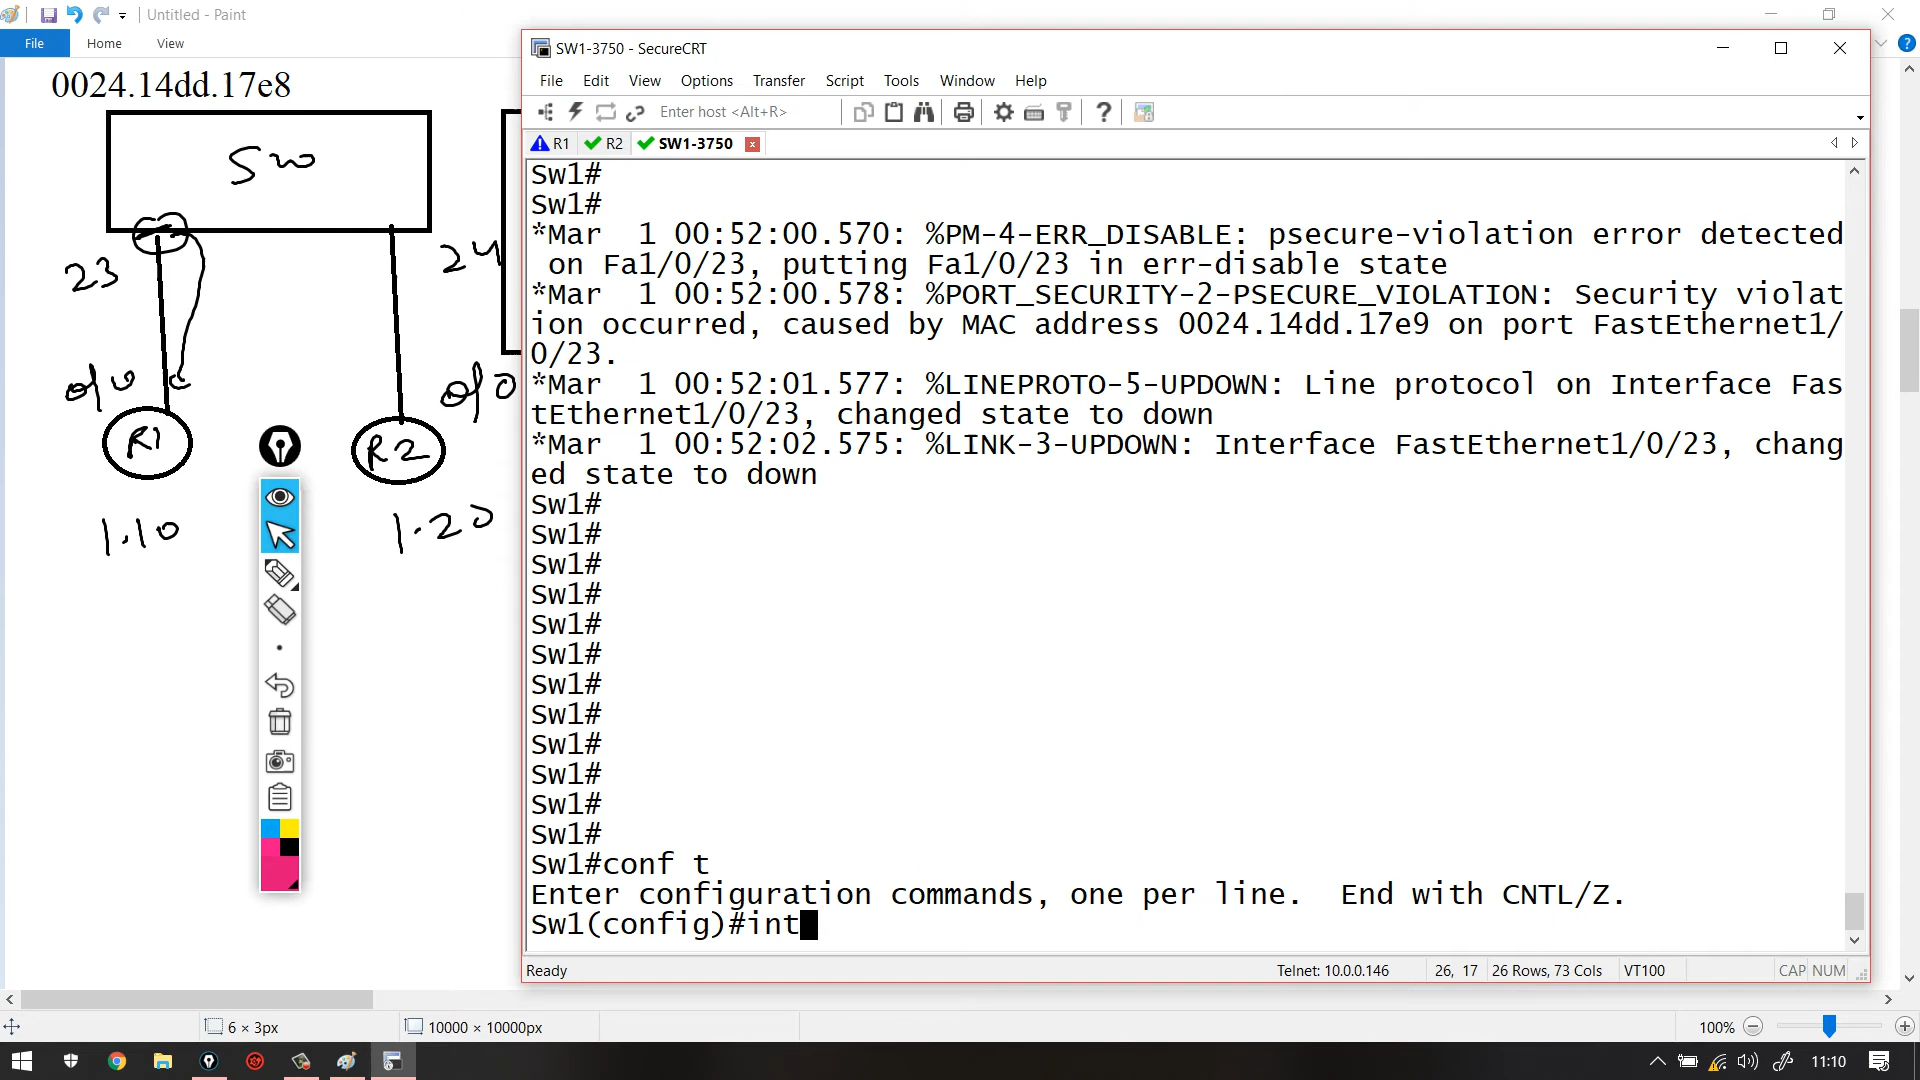 Untitled - Paint
File
Home
View
0024.14dd.17e8
SW
23
24
0/0
0/0
R1
R2
1.10
1.20
SW1-3750 - SecureCRT
File
Edit
View
Options
Transfer
Script
Tools
Window
Help
Enter host <Alt+R>
R1
R2
SW1-3750
Sw1#
Sw1#
*Mar  1 00:52:00.570: %PM-4-ERR_DISABLE: psecure-violation error detected
on Fa1/0/23, putting Fa1/0/23 in err-disable state
*Mar  1 00:52:00.578: %PORT_SECURITY-2-PSECURE_VIOLATION: Security violat
ion occurred, caused by MAC address 0024.14dd.17e9 on port FastEthernet1/
0/23.
*Mar  1 00:52:01.577: %LINEPROTO-5-UPDOWN: Line protocol on Interface Fas
tEthernet1/0/23, changed state to down
*Mar  1 00:52:02.575: %LINK-3-UPDOWN: Interface FastEthernet1/0/23, chang
ed state to down
Sw1#
Sw1#
Sw1#
Sw1#
Sw1#
Sw1#
Sw1#
Sw1#
Sw1#
Sw1#
Sw1#
Sw1#
Sw1#conf t
Enter configuration commands, one per line.  End with CNTL/Z.
Sw1(config)#int
Ready
Telnet: 10.0.0.146
26, 17
26 Rows, 73 Cols
VT100
CAP NUM
6 × 3px
10000 × 10000px
100%
11:10